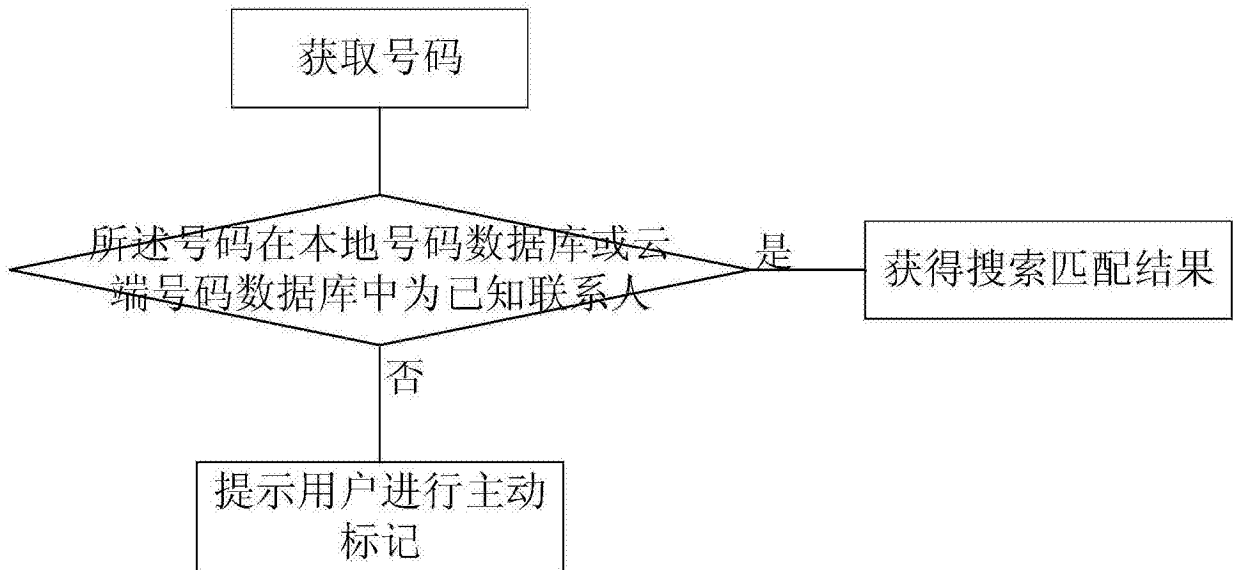 获取号码
所述号码在本地号码数据库或云
端号码数据库中为已知联系人
是
获得搜索匹配结果
否
提示用户进行主动
标记